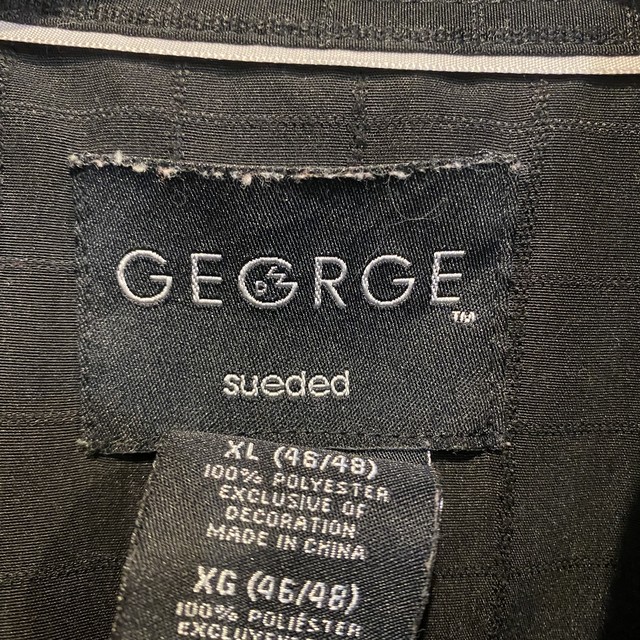 GEORGE
TM
sueded
XL (46/48)
100% POLYESTER
EXCLUSIVE OF
DECORATION
MADE IN CHINA
XG (46/48)
100% POLIÉSTER